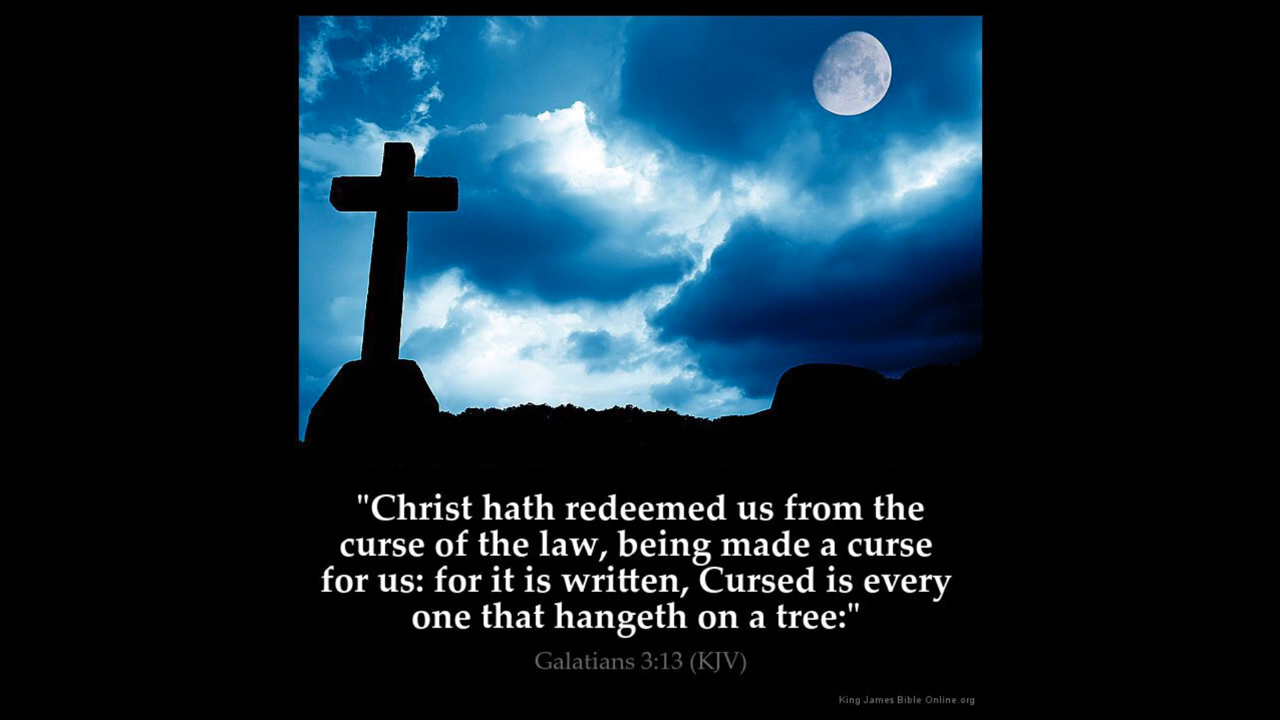 "Christ hath redeemed us from the
curse of the law, being made a curse
for us: for it is written, Cursed is every
one that hangeth on a tree:"
Galatians 3:13 (KJV)
King James Bible Online.org